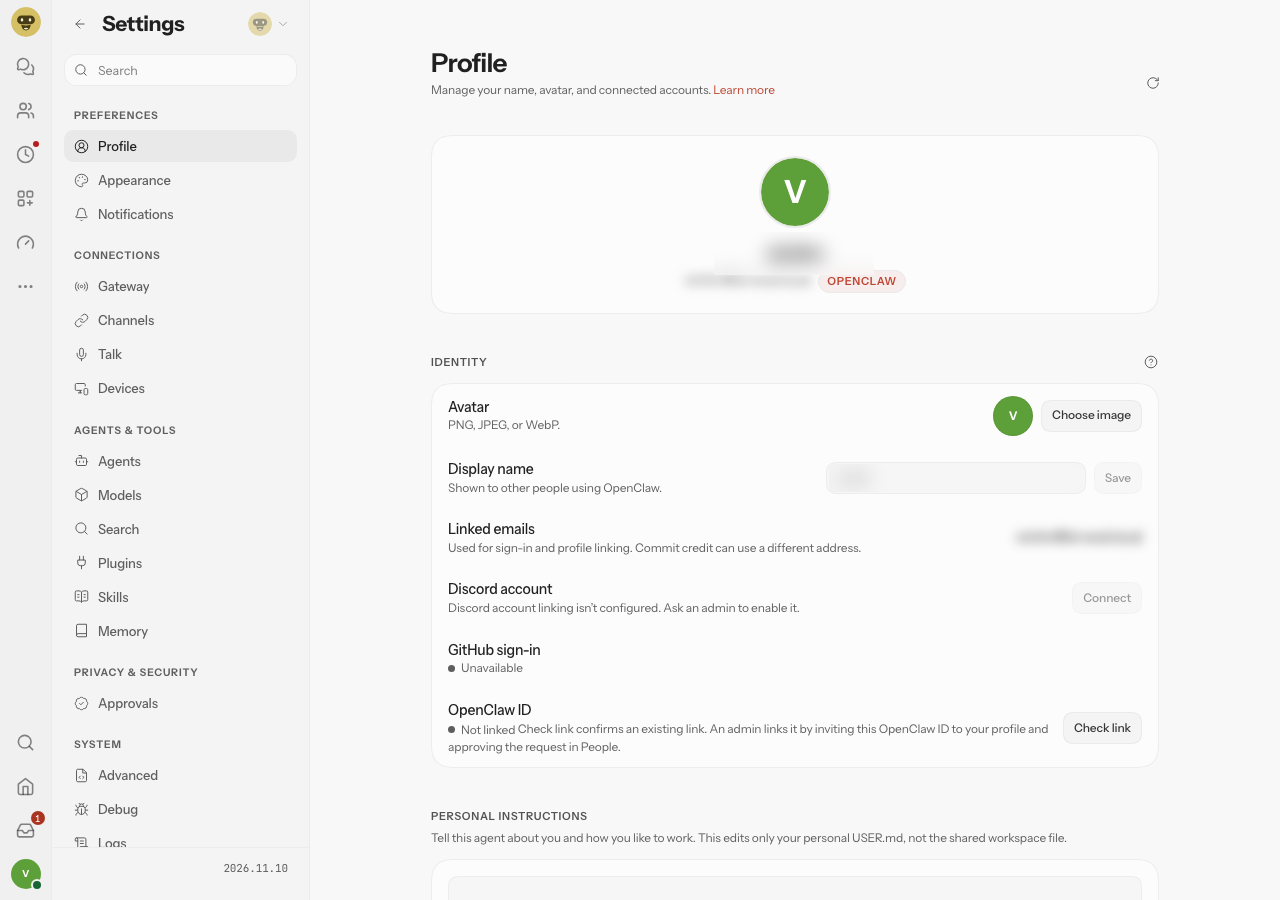 Settings
Search
PREFERENCES
Profile
Appearance
Notifications
CONNECTIONS
Gateway
Channels
Talk
Devices
AGENTS & TOOLS
Agents
Models
Search
Plugins
Skills
Memory
PRIVACY & SECURITY
Approvals
SYSTEM
Advanced
Debug
Logs
2026.11.10
1
V
Profile
Manage your name, avatar, and connected accounts. Learn more
V
OPENCLAW
IDENTITY
Avatar
PNG, JPEG, or WebP.
V
Choose image
Display name
Shown to other people using OpenClaw.
Save
Linked emails
Used for sign-in and profile linking. Commit credit can use a different address.
Discord account
Discord account linking isn't configured. Ask an admin to enable it.
Connect
GitHub sign-in
Unavailable
OpenClaw ID
Not linked Check link confirms an existing link. An admin links it by inviting this OpenClaw ID to your profile and
approving the request in People.
Check link
PERSONAL INSTRUCTIONS
Tell this agent about you and how you like to work. This edits only your personal USER.md, not the shared workspace file.